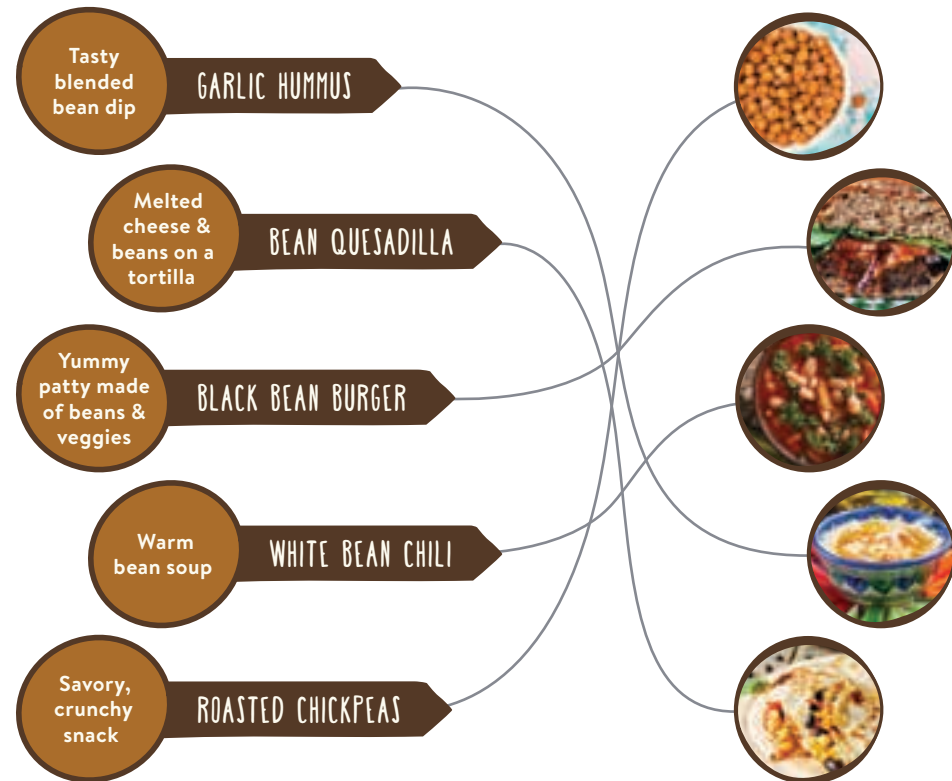 Tasty
blended
bean dip
GARLIC HUMMUS
Melted
cheese &
beans on a
tortilla
BEAN QUESADILLA
Yummy
patty made
of beans &
veggies
BLACK BEAN BURGER
Warm
bean soup
WHITE BEAN CHILI
Savory,
crunchy
snack
ROASTED CHICKPEAS